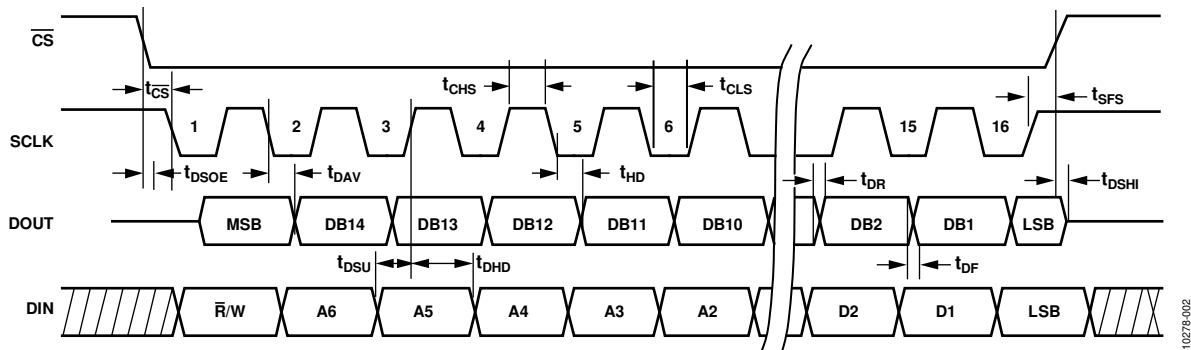 CS
tCS
tCHS
tCLS
tSFS
SCLK
1
2
3
4
5
6
15
16
tDSOE
tDAV
tHD
tDR
tDSHI
DOUT
MSB
DB14
DB13
DB12
DB11
DB10
DB2
DB1
LSB
tDSU
tDHD
tDF
DIN
R/W
A6
A5
A4
A3
A2
D2
D1
LSB
10278-002